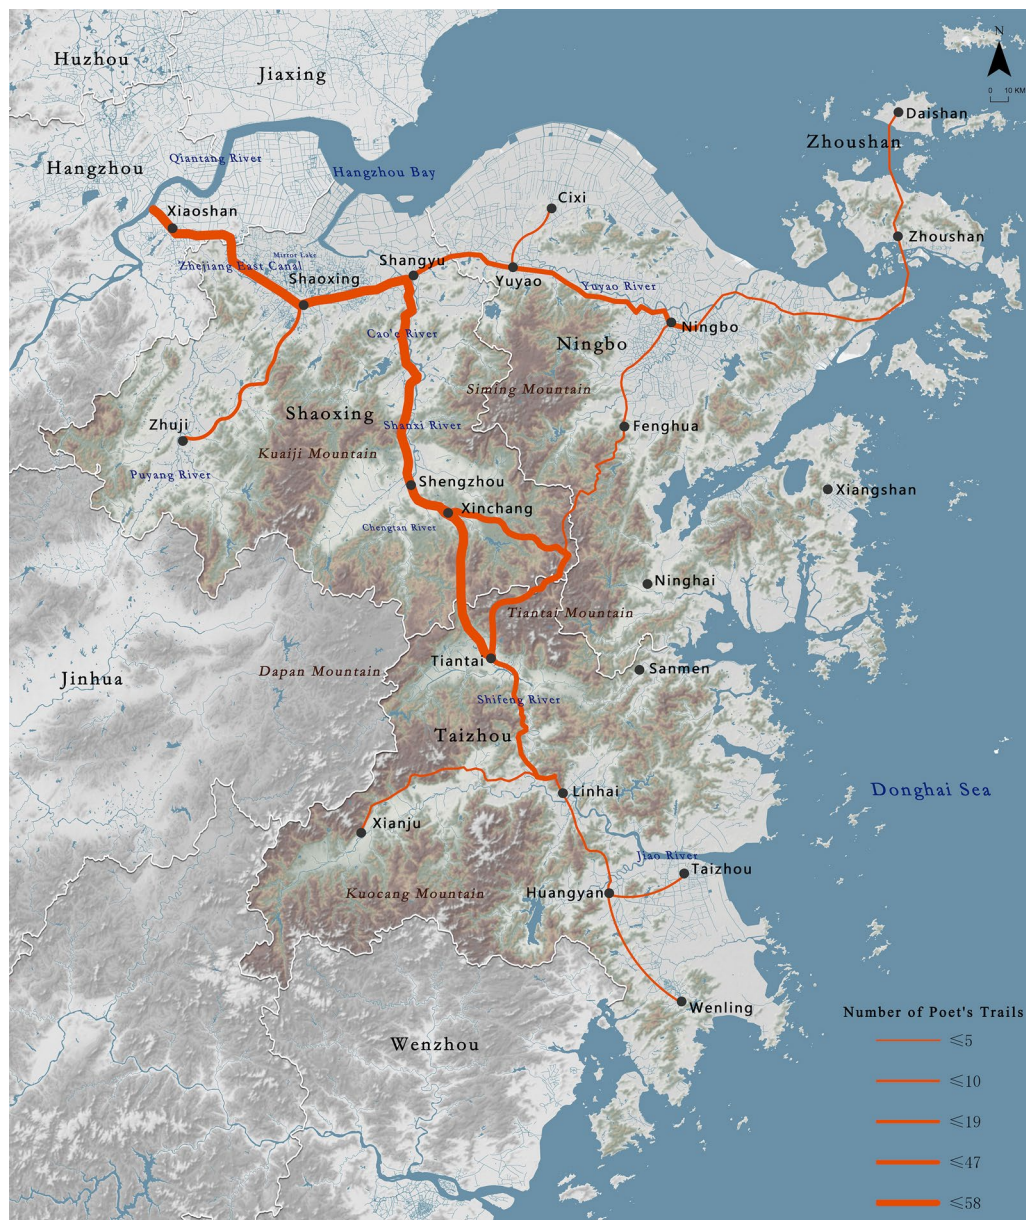 N
Huzhou
Jiaxing
0 10 KM
Daishan
Zhoushan
Qiantang River
Hangzhou
Hangzhou Bay
Cixi
Xiaoshan
Zhoushan
Mirror Lake
Shangyu
Zhejiang East Canal
Shaoxing
Yuyao
Yuyao River
Ningbo
Cao'e River
Ningbo
Siming Mountain
Shaoxing
Zhuji
Shanxi River
Fenghua
Kuaiji Mountain
Puyang River
Shengzhou
Xiangshan
Xinchang
Chengtan River
Ninghai
Tiantai Mountain
Tiantai
Sanmen
Dapan Mountain
Jinhua
Shifeng River
Taizhou
Donghai Sea
Linhai
Xianju
Jiao River
Taizhou
Huangyan
Kuocang Mountain
Wenling
Number of Poet's Trails
Wenzhou
≤5
≤10
≤19
≤47
≤58